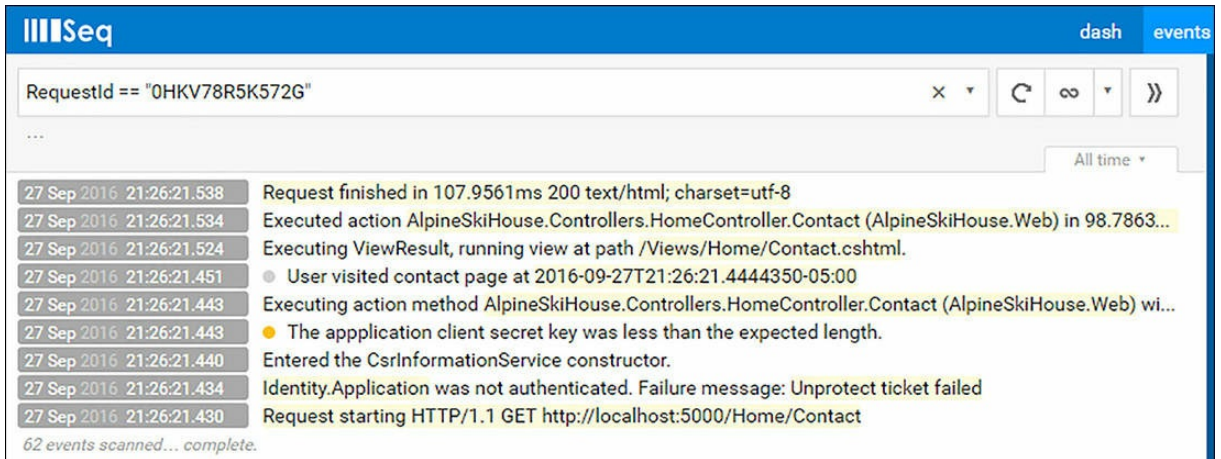 Seq
dash events
RequestId == "0HKV78R5K572G"
...
All time
27 Sep 2016 21:26:21.538 Request finished in 107.9561ms 200 text/html; charset=utf-8
27 Sep 2016 21:26:21.534 Executed action AlpineSkiHouse.Controllers.HomeController.Contact (AlpineSkiHouse.Web) in 98.7863...
27 Sep 2016 21:26:21.524 Executing ViewResult, running view at path /Views/Home/Contact.cshtml.
27 Sep 2016 21:26:21.451 User visited contact page at 2016-09-27T21:26:21.4444350-05:00
27 Sep 2016 21:26:21.443 Executing action method AlpineSkiHouse.Controllers.HomeController.Contact (AlpineSkiHouse.Web) wi...
27 Sep 2016 21:26:21.443 The appplication client secret key was less than the expected length.
27 Sep 2016 21:26:21.440 Entered the CsrInformationService constructor.
27 Sep 2016 21:26:21.434 Identity.Application was not authenticated. Failure message: Unprotect ticket failed
27 Sep 2016 21:26:21.430 Request starting HTTP/1.1 GET http://localhost:5000/Home/Contact
62 events scanned... complete.